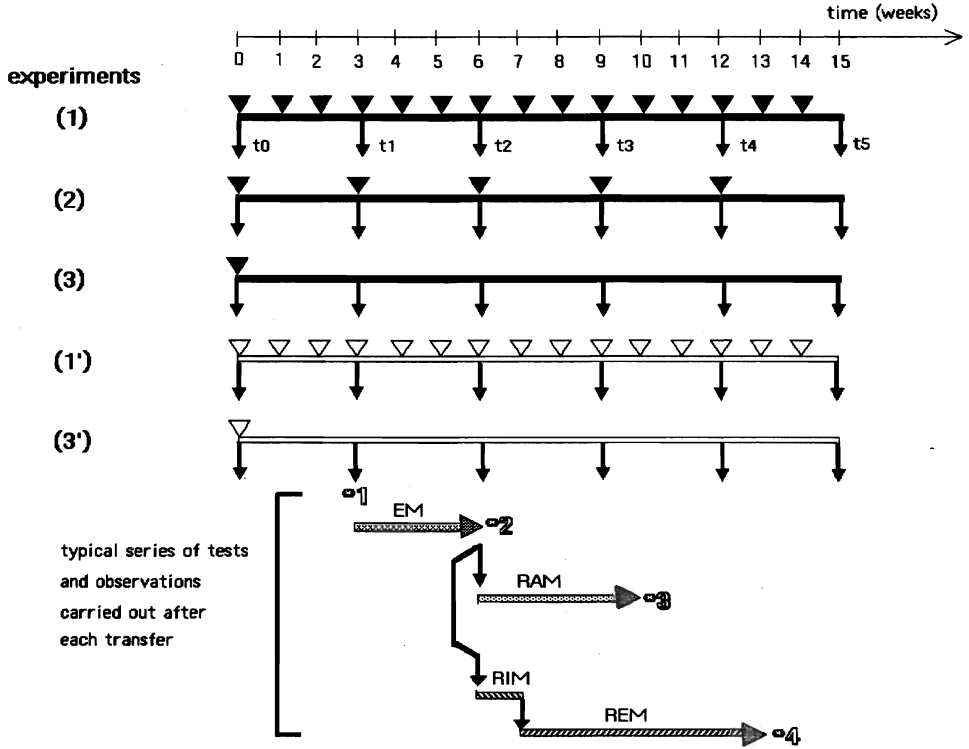 time (weeks)
0 1 2 3 4 5 6 7 8 9 10 11 12 13 14 15
experiments
(1)
t0 t1 t2 t3 t4 t5
(2)
(3)
(1')
(3')
1
EM
2
typical series of tests
and observations
carried out after
each transfer
RAM
3
RIM
REM
4